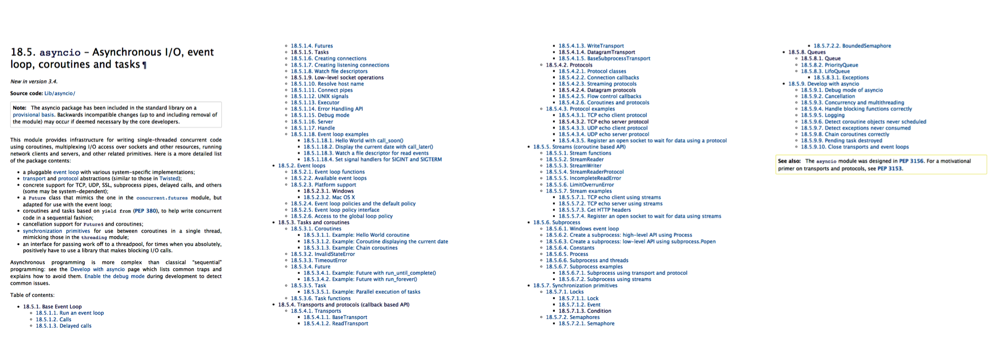 18.5. asyncio – Asynchronous I/O, event
loop, coroutines and tasks¶
New in version 3.4.
Source code: Lib/asyncio/
Note: The asyncio package has been included in the standard library on a
provisional basis. Backwards incompatible changes (up to and including removal of
the module) may occur if deemed necessary by the core developers.
This module provides infrastructure for writing single-threaded concurrent code
using coroutines, multiplexing I/O access over sockets and other resources, running
network clients and servers, and other related primitives. Here is a more detailed list
of the package contents:
• a pluggable event loop with various system-specific implementations;
• transport and protocol abstractions (similar to those in Twisted);
• concrete support for TCP, UDP, SSL, subprocess pipes, delayed calls, and others
(some may be system-dependent);
• a Future class that mimics the one in the concurrent.futures module, but
adapted for use with the event loop;
• coroutines and tasks based on yield from (PEP 380), to help write concurrent
code in a sequential fashion;
• cancellation support for Futures and coroutines;
• synchronization primitives for use between coroutines in a single thread,
mimicking those in the threading module;
• an interface for passing work off to a threadpool, for times when you absolutely,
positively have to use a library that makes blocking I/O calls.
Asynchronous programming is more complex than classical “sequential”
programming: see the Develop with asyncio page which lists common traps and
explains how to avoid them. Enable the debug mode during development to detect
common issues.
Table of contents:
• 18.5.1. Base Event Loop
◦ 18.5.1.1. Run an event loop
◦ 18.5.1.2. Calls
◦ 18.5.1.3. Delayed calls
◦ 18.5.1.4. Futures
◦ 18.5.1.5. Tasks
◦ 18.5.1.6. Creating connections
◦ 18.5.1.7. Creating listening connections
◦ 18.5.1.8. Watch file descriptors
◦ 18.5.1.9. Low-level socket operations
◦ 18.5.1.10. Resolve host name
◦ 18.5.1.11. Connect pipes
◦ 18.5.1.12. UNIX signals
◦ 18.5.1.13. Executor
◦ 18.5.1.14. Error Handling API
◦ 18.5.1.15. Debug mode
◦ 18.5.1.16. Server
◦ 18.5.1.17. Handle
◦ 18.5.1.18. Event loop examples
▪ 18.5.1.18.1. Hello World with call_soon()
▪ 18.5.1.18.2. Display the current date with call_later()
▪ 18.5.1.18.3. Watch a file descriptor for read events
▪ 18.5.1.18.4. Set signal handlers for SIGINT and SIGTERM
• 18.5.2. Event loops
◦ 18.5.2.1. Event loop functions
◦ 18.5.2.2. Available event loops
◦ 18.5.2.3. Platform support
▪ 18.5.2.3.1. Windows
▪ 18.5.2.3.2. Mac OS X
◦ 18.5.2.4. Event loop policies and the default policy
◦ 18.5.2.5. Event loop policy interface
◦ 18.5.2.6. Access to the global loop policy
• 18.5.3. Tasks and coroutines
◦ 18.5.3.1. Coroutines
▪ 18.5.3.1.1. Example: Hello World coroutine
▪ 18.5.3.1.2. Example: Coroutine displaying the current date
▪ 18.5.3.1.3. Example: Chain coroutines
◦ 18.5.3.2. InvalidStateError
◦ 18.5.3.3. TimeoutError
◦ 18.5.3.4. Future
▪ 18.5.3.4.1. Example: Future with run_until_complete()
▪ 18.5.3.4.2. Example: Future with run_forever()
◦ 18.5.3.5. Task
▪ 18.5.3.5.1. Example: Parallel execution of tasks
◦ 18.5.3.6. Task functions
• 18.5.4. Transports and protocols (callback based API)
◦ 18.5.4.1. Transports
▪ 18.5.4.1.1. BaseTransport
▪ 18.5.4.1.2. ReadTransport
▪ 18.5.4.1.3. WriteTransport
▪ 18.5.4.1.4. DatagramTransport
▪ 18.5.4.1.5. BaseSubprocessTransport
◦ 18.5.4.2. Protocols
▪ 18.5.4.2.1. Protocol classes
▪ 18.5.4.2.2. Connection callbacks
▪ 18.5.4.2.3. Streaming protocols
▪ 18.5.4.2.4. Datagram protocols
▪ 18.5.4.2.5. Flow control callbacks
▪ 18.5.4.2.6. Coroutines and protocols
◦ 18.5.4.3. Protocol examples
▪ 18.5.4.3.1. TCP echo client protocol
▪ 18.5.4.3.2. TCP echo server protocol
▪ 18.5.4.3.3. UDP echo client protocol
▪ 18.5.4.3.4. UDP echo server protocol
▪ 18.5.4.3.5. Register an open socket to wait for data using a protocol
• 18.5.5. Streams (coroutine based API)
◦ 18.5.5.1. Stream functions
◦ 18.5.5.2. StreamReader
◦ 18.5.5.3. StreamWriter
◦ 18.5.5.4. StreamReaderProtocol
◦ 18.5.5.5. IncompleteReadError
◦ 18.5.5.6. LimitOverrunError
◦ 18.5.5.7. Stream examples
▪ 18.5.5.7.1. TCP echo client using streams
▪ 18.5.5.7.2. TCP echo server using streams
▪ 18.5.5.7.3. Get HTTP headers
▪ 18.5.5.7.4. Register an open socket to wait for data using streams
• 18.5.6. Subprocess
◦ 18.5.6.1. Windows event loop
◦ 18.5.6.2. Create a subprocess: high-level API using Process
◦ 18.5.6.3. Create a subprocess: low-level API using subprocess.Popen
◦ 18.5.6.4. Constants
◦ 18.5.6.5. Process
◦ 18.5.6.6. Subprocess and threads
◦ 18.5.6.7. Subprocess examples
▪ 18.5.6.7.1. Subprocess using transport and protocol
▪ 18.5.6.7.2. Subprocess using streams
• 18.5.7. Synchronization primitives
◦ 18.5.7.1. Locks
▪ 18.5.7.1.1. Lock
▪ 18.5.7.1.2. Event
▪ 18.5.7.1.3. Condition
◦ 18.5.7.2. Semaphores
▪ 18.5.7.2.1. Semaphore
▪ 18.5.7.2.2. BoundedSemaphore
• 18.5.8. Queues
◦ 18.5.8.1. Queue
◦ 18.5.8.2. PriorityQueue
◦ 18.5.8.3. LifoQueue
▪ 18.5.8.3.1. Exceptions
• 18.5.9. Develop with asyncio
◦ 18.5.9.1. Debug mode of asyncio
◦ 18.5.9.2. Cancellation
◦ 18.5.9.3. Concurrency and multithreading
◦ 18.5.9.4. Handle blocking functions correctly
◦ 18.5.9.5. Logging
◦ 18.5.9.6. Detect coroutine objects never scheduled
◦ 18.5.9.7. Detect exceptions never consumed
◦ 18.5.9.8. Chain coroutines correctly
◦ 18.5.9.9. Pending task destroyed
◦ 18.5.9.10. Close transports and event loops
See also: The asyncio module was designed in PEP 3156. For a motivational
primer on transports and protocols, see PEP 3153.